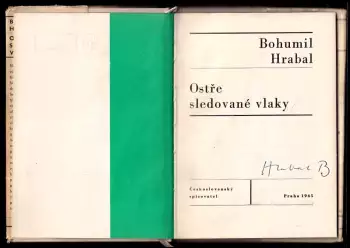 Bohumil
Hrabal
Ostře
sledované vlaky
Hrabal B
Československý
spisovatel
Praha 1965